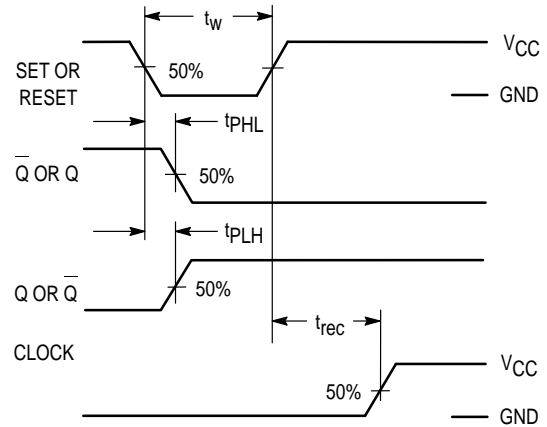 tw
VCC
SET OR
RESET
50%
GND
tPHL
Q OR Q
50%
tPLH
Q OR Q
50%
trec
CLOCK
VCC
50%
GND